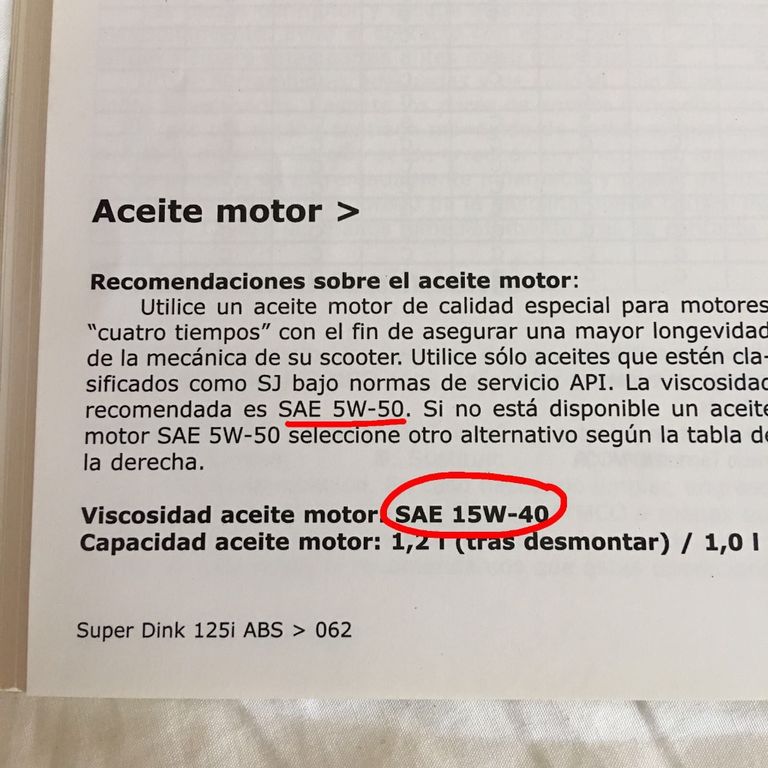 Aceite motor >
Recomendaciones sobre el aceite motor:
Utilice un aceite motor de calidad especial para motores
“cuatro tiempos” con el fin de asegurar una mayor longevidad
de la mecánica de su scooter. Utilice sólo aceites que estén cla-
sificados como SJ bajo normas de servicio API. La viscosidad
recomendada es SAE 5W-50. Si no está disponible un aceite
motor SAE 5W-50 seleccione otro alternativo según la tabla de
la derecha.
Viscosidad aceite motor: SAE 15W-40
Capacidad aceite motor: 1,2 l (tras desmontar) / 1,0 l
Super Dink 125i ABS > 062